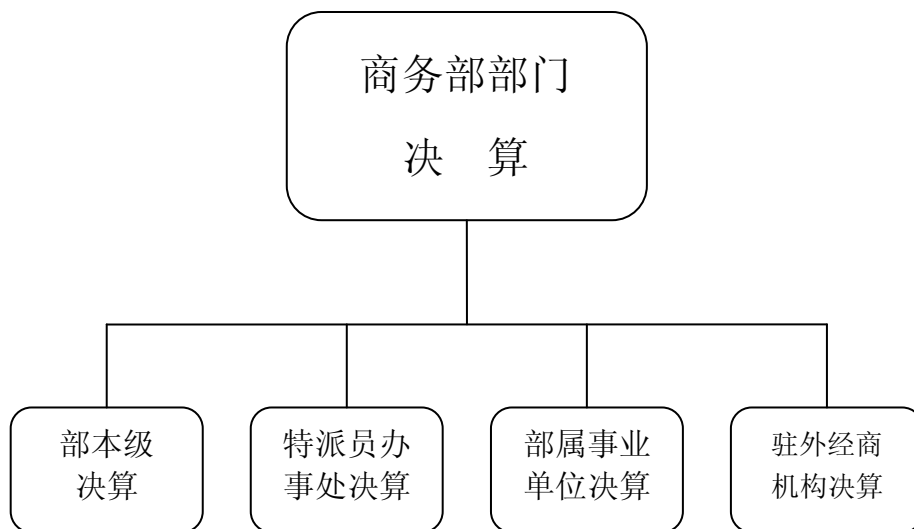 商务部部门
决 算
部本级
决算
特派员办
事处决算
部属事业
单位决算
驻外经商
机构决算